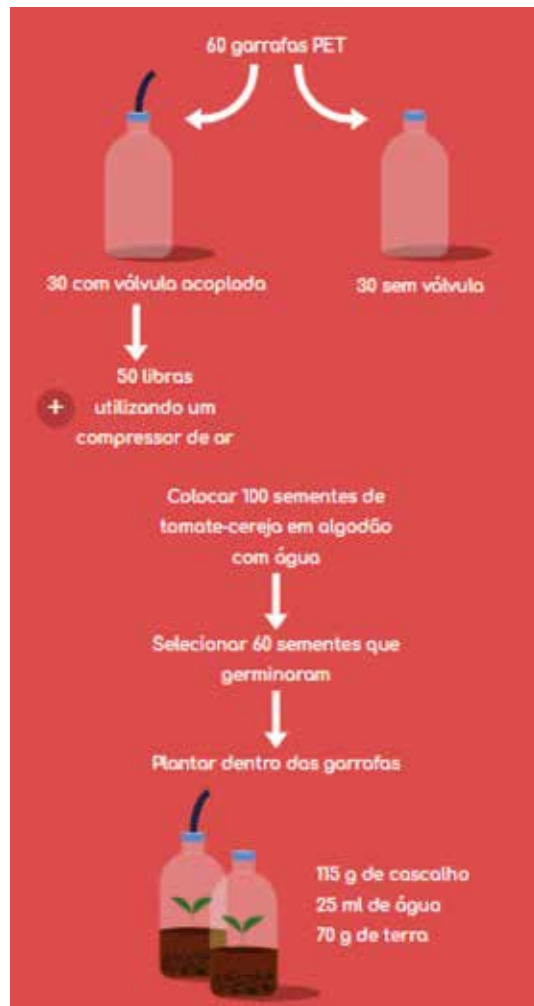 60 garrafas PET
30 com válvula acoplada
30 sem válvula
50 libras
+
utilizando um
compressor de ar
Colocar 100 sementes de
tomate-cereja em algodão
com água
Selecionar 60 sementes que
germinaram
Plantar dentro das garrafas
115 g de cascalho
25 ml de água
70 g de terra